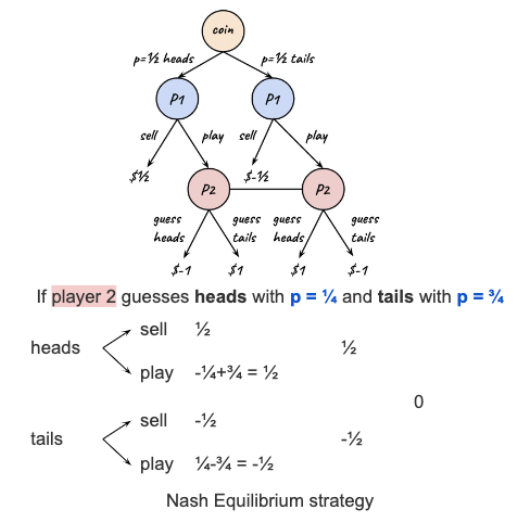 coin
p=½ heads
p=½ tails
P1
P1
sell
play
sell
play
$½
$-½
P2
P2
guess heads
guess tails
guess heads
guess tails
$-1
$1
$1
$-1
If player 2 guesses heads with p = ¼ and tails with p = ¾
sell ½
heads
½
play -¼+¾ = ½
0
sell -½
tails
-½
play ¼-¾ = -½
Nash Equilibrium strategy